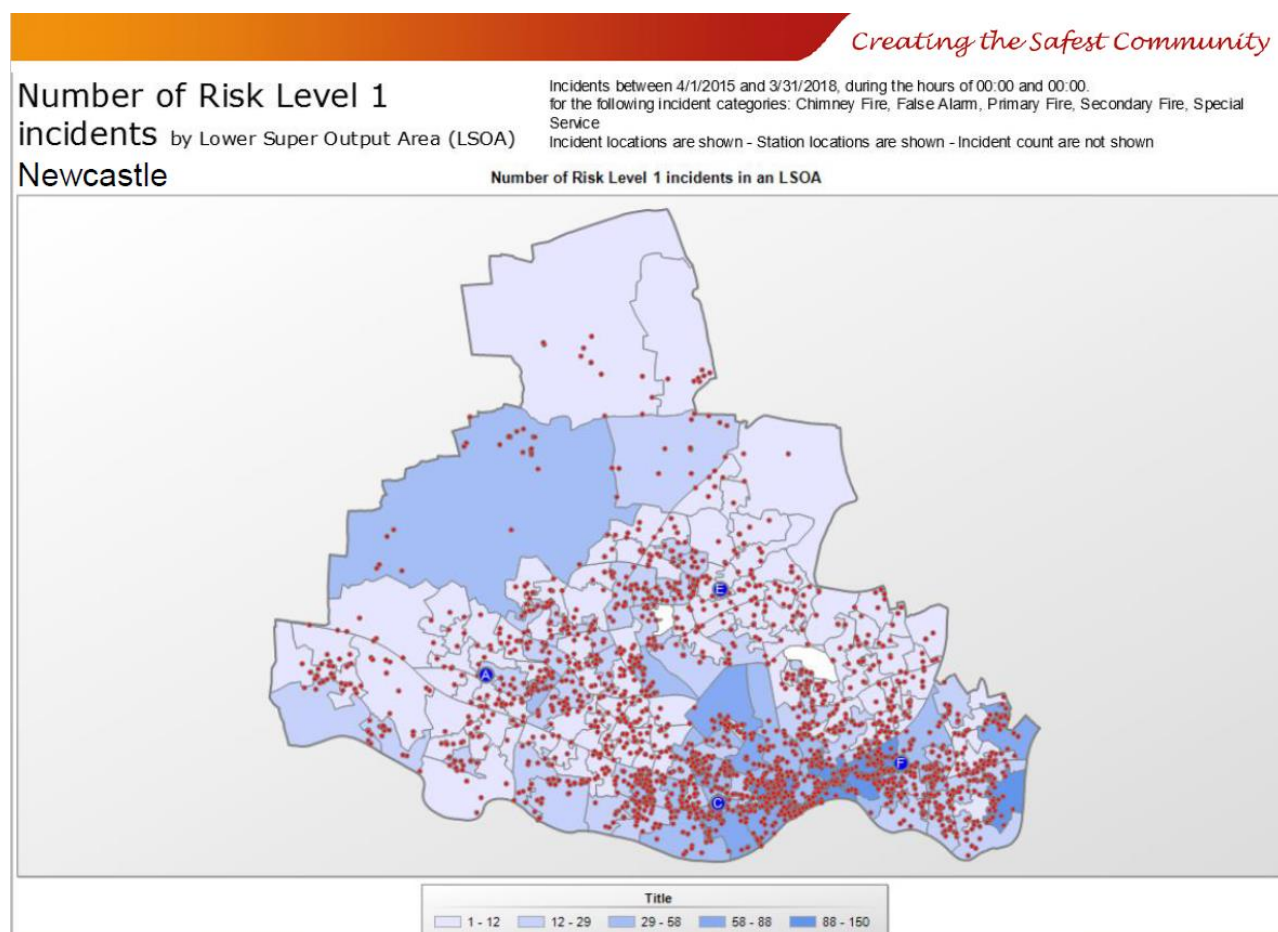 Creating the Safest Community
Number of Risk Level 1
incidents by Lower Super Output Area (LSOA)
Newcastle
Incidents between 4/1/2015 and 3/31/2018, during the hours of 00:00 and 00:00.
for the following incident categories: Chimney Fire, False Alarm, Primary Fire, Secondary Fire, Special
Service
Incident locations are shown - Station locations are shown - Incident count are not shown
Number of Risk Level 1 incidents in an LSOA
E
A
F
C
Title
1 - 12 12 - 29 29 - 58 58 - 88 88 - 150